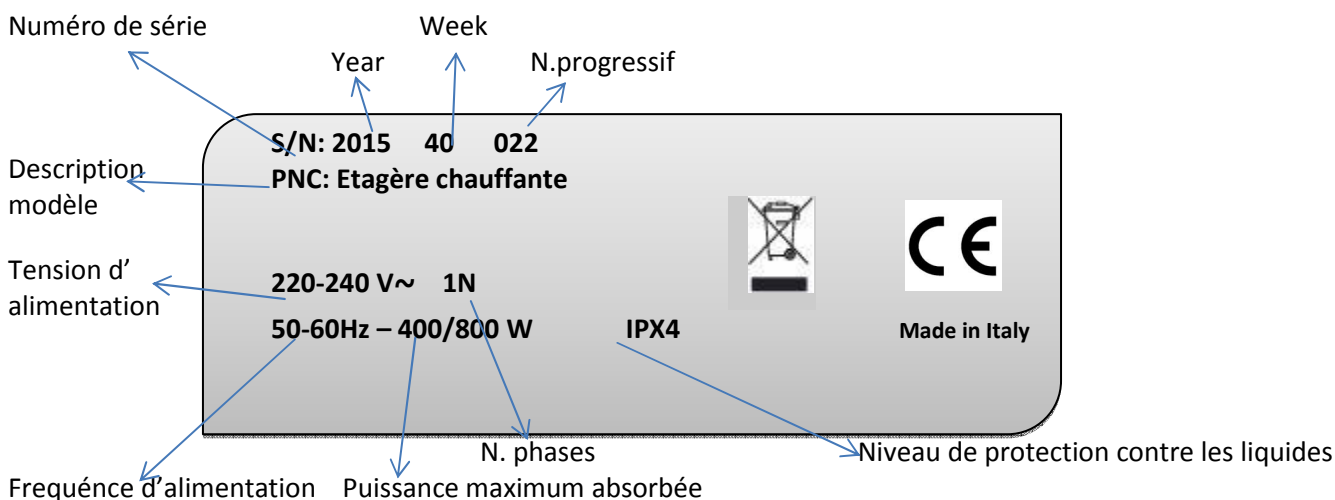 Numéro de série Week
Year N.progressif
S/N: 2015 40 022
Description modèle
PNC: Etagère chauffante
CE
Tension d' alimentation
220-240 V~ 1N
50-60Hz – 400/800 W IPX4 Made in Italy
N. phases Niveau de protection contre les liquides
Frequénce d'alimentation Puissance maximum absorbée